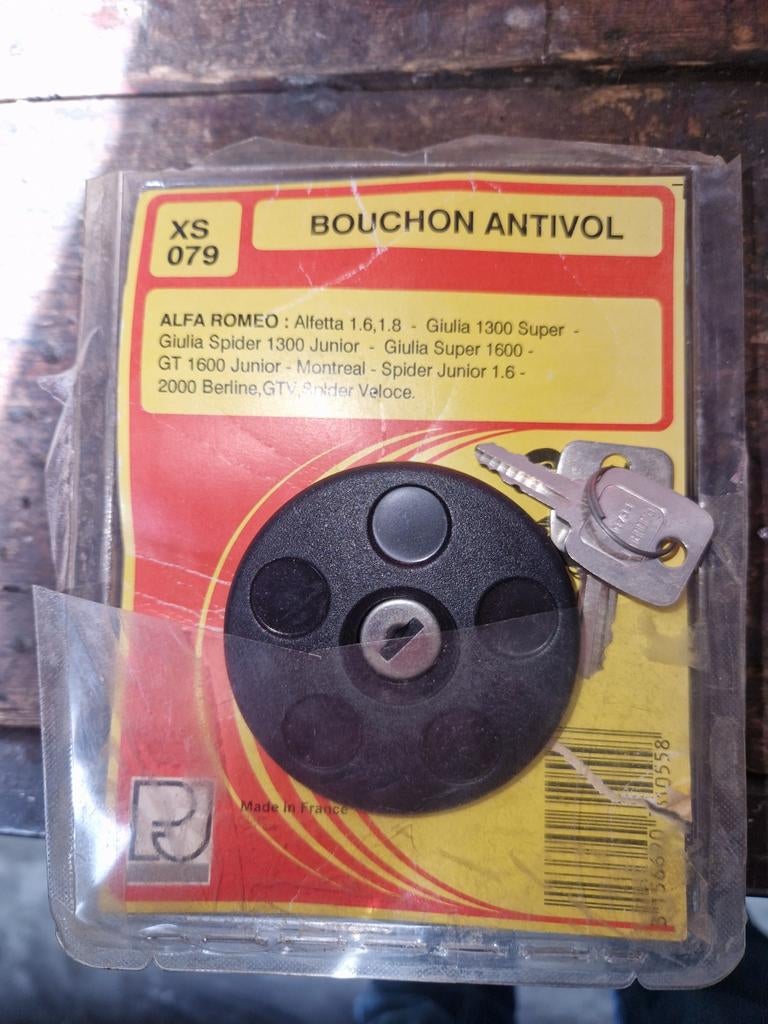 XS
079
BOUCHON ANTIVOL
ALFA ROMEO : Alfetta 1.6,1.8 - Giulia 1300 Super -
Giulia Spider 1300 Junior - Giulia Super 1600 -
GT 1600 Junior - Montreal - Spider Junior 1.6 -
2000 Berline,GTV,Spider Veloce.
Made in France